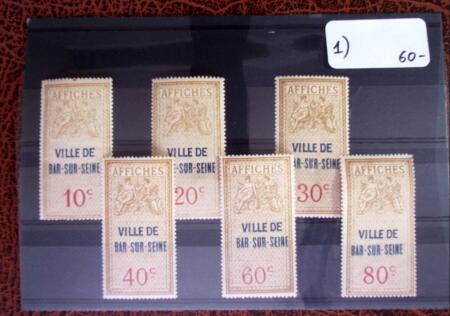 1)
60-
AFFICHES
VILLE DE
BAR-SUR-SEINE
10c
AFFICHES
VILLE DE
BAR-SUR-SEINE
20c
AFFICHES
VILLE DE
BAR-SUR-SEINE
30c
AFFICHES
VILLE DE
BAR-SUR-SEINE
40c
AFFICHES
VILLE DE
BAR-SUR-SEINE
60c
AFFICHES
VILLE DE
BAR-SUR-SEINE
80c